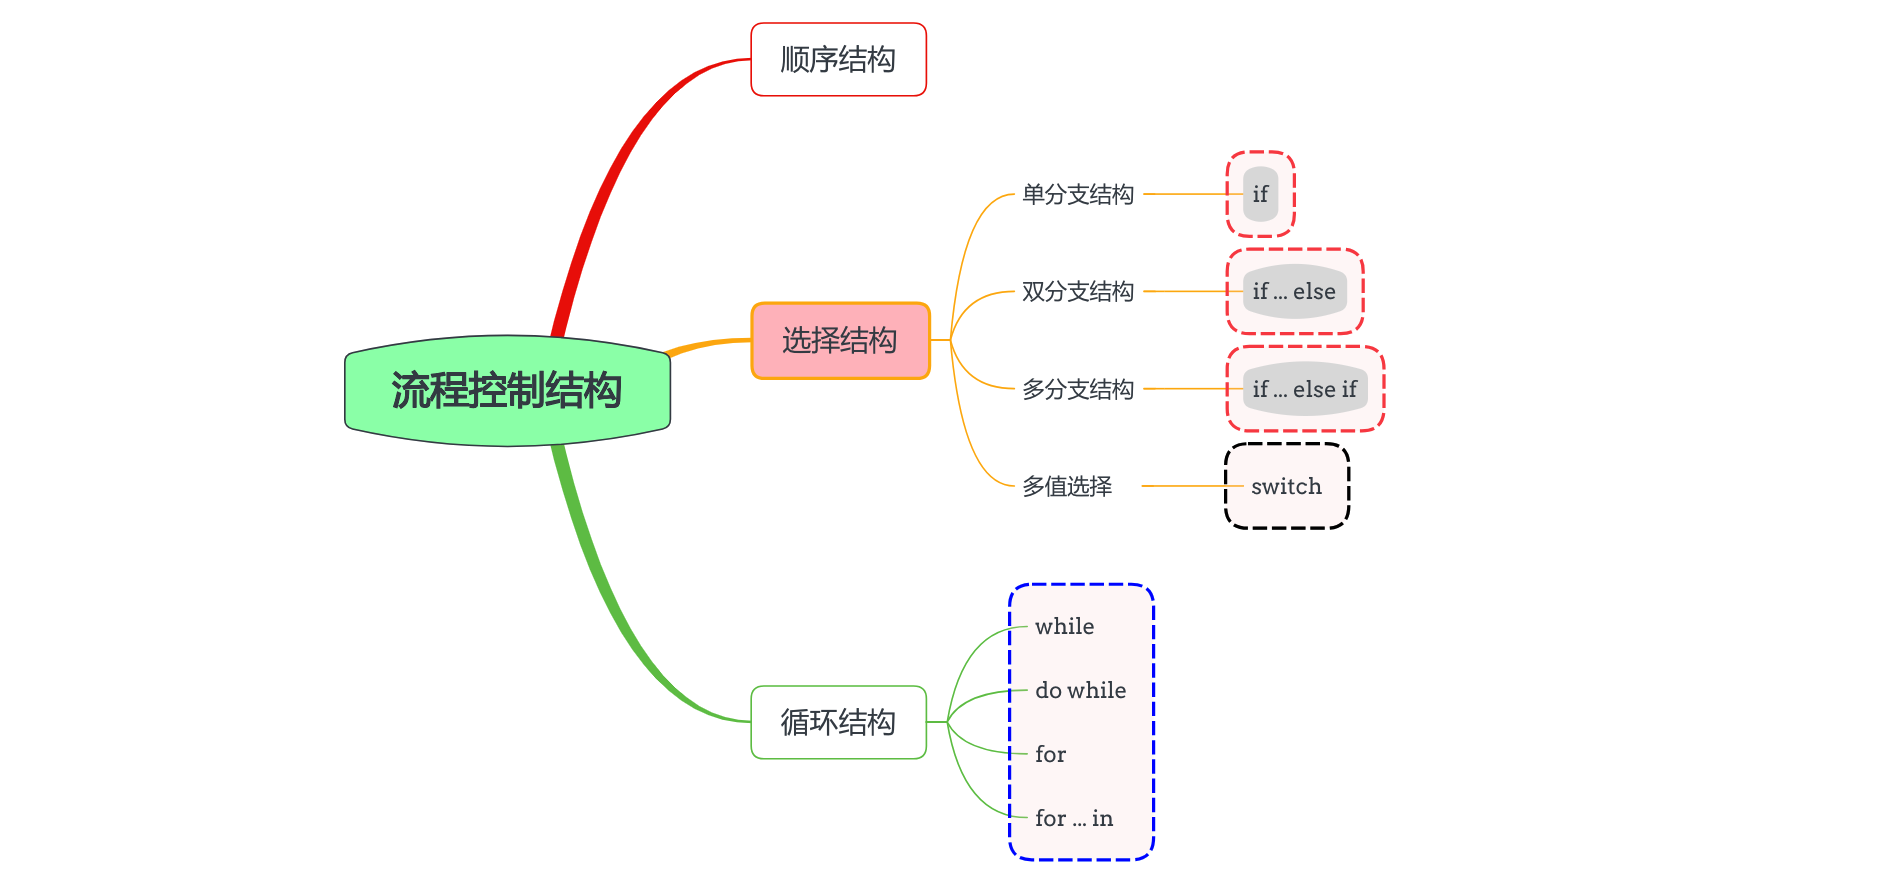 顺序结构
流程控制结构
选择结构
单分支结构
if
双分支结构
if ... else
多分支结构
if ... else if
多值选择
switch
循环结构
while
do while
for
for ... in